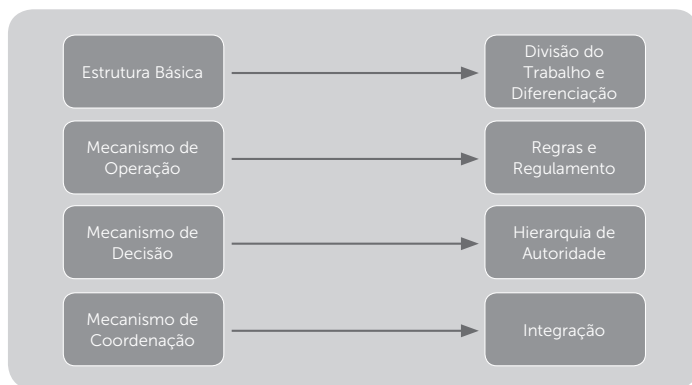 Estrutura Básica
Divisão do
Trabalho e
Diferenciação
Mecanismo de
Operação
Regras e
Regulamento
Mecanismo de
Decisão
Hierarquia de
Autoridade
Mecanismo de
Coordenação
Integração